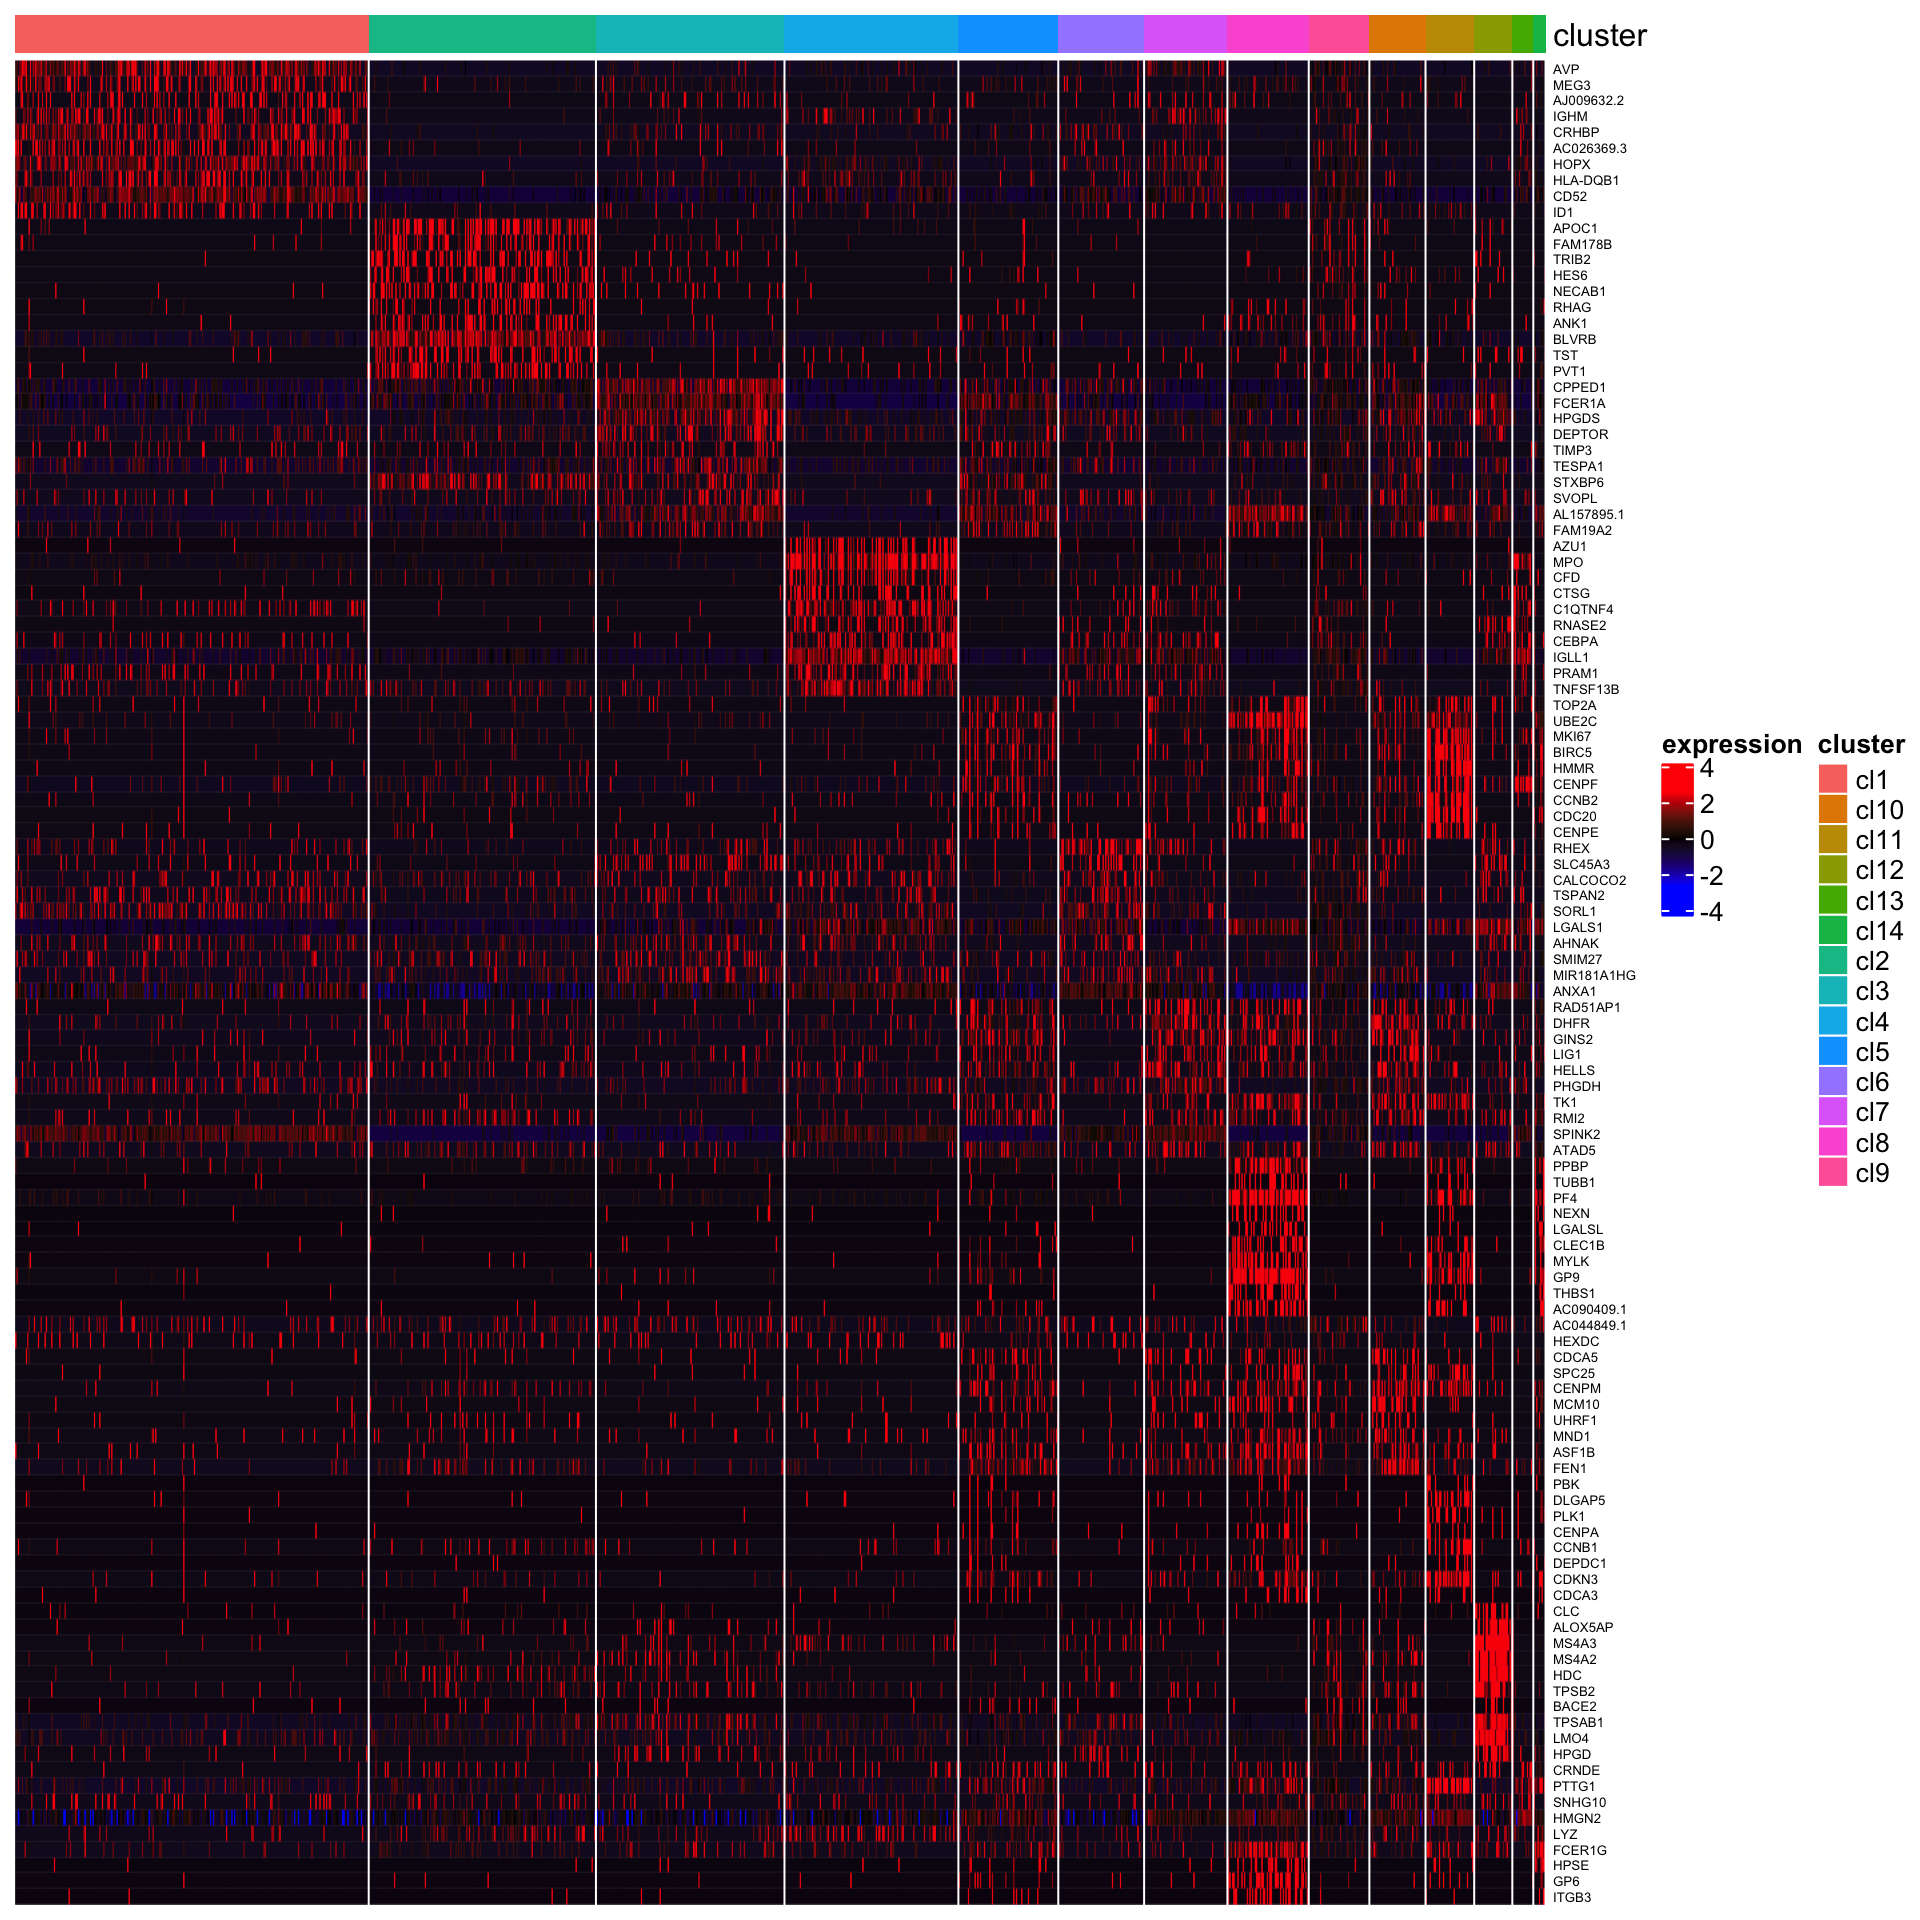 cluster
AVP
MEG3
AJ009632.2
IGHM
CRHBP
AC026369.3
HOPX
HLA-DQB1
CD52
ID1
APOC1
FAM178B
TRIB2
HES6
NECAB1
RHAG
ANK1
BLVRB
TST
PVT1
CPPED1
FCER1A
HPGDS
DEPTOR
TIMP3
TESPA1
STXBP6
SVOPL
AL157895.1
FAM19A2
AZU1
MPO
CFD
CTSG
C1QTNF4
RNASE2
CEBPA
IGLL1
PRAM1
TNFSF13B
TOP2A
UBE2C
MKI67
BIRC5
HMMR
CENPF
CCNB2
CDC20
CENPE
RHEX
SLC45A3
CALCOCO2
TSPAN2
SORL1
LGALS1
AHNAK
SMIM27
MIR181A1HG
ANXA1
RAD51AP1
DHFR
GINS2
LIG1
HELLS
PHGDH
TK1
RMI2
SPINK2
ATAD5
PPBP
TUBB1
PF4
NEXN
LGALSL
CLEC1B
MYLK
GP9
THBS1
AC090409.1
AC044849.1
HEXDC
CDCA5
SPC25
CENPM
MCM10
UHRF1
MND1
ASF1B
FEN1
PBK
DLGAP5
PLK1
CENPA
CCNB1
DEPDC1
CDKN3
CDCA3
CLC
ALOX5AP
MS4A3
MS4A2
HDC
TPSB2
BACE2
TPSAB1
LMO4
HPGD
CRNDE
PTTG1
SNHG10
HMGN2
LYZ
FCER1G
HPSE
GP6
ITGB3
expression
4
2
0
-2
-4
cluster
cl1
cl10
cl11
cl12
cl13
cl14
cl2
cl3
cl4
cl5
cl6
cl7
cl8
cl9